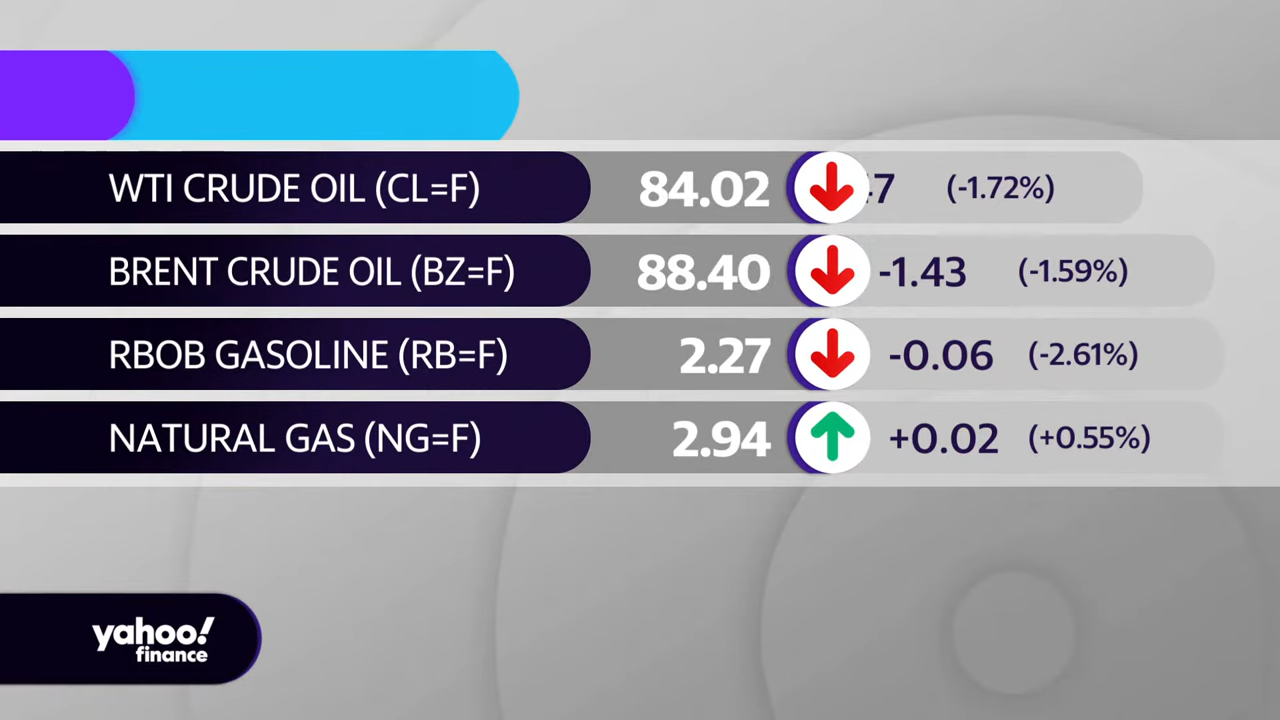 WTI CRUDE OIL (CL=F) 84.02 (-1.72%)
BRENT CRUDE OIL (BZ=F) 88.40 -1.43 (-1.59%)
RBOB GASOLINE (RB=F) 2.27 -0.06 (-2.61%)
NATURAL GAS (NG=F) 2.94 +0.02 (+0.55%)
yahoo!
finance